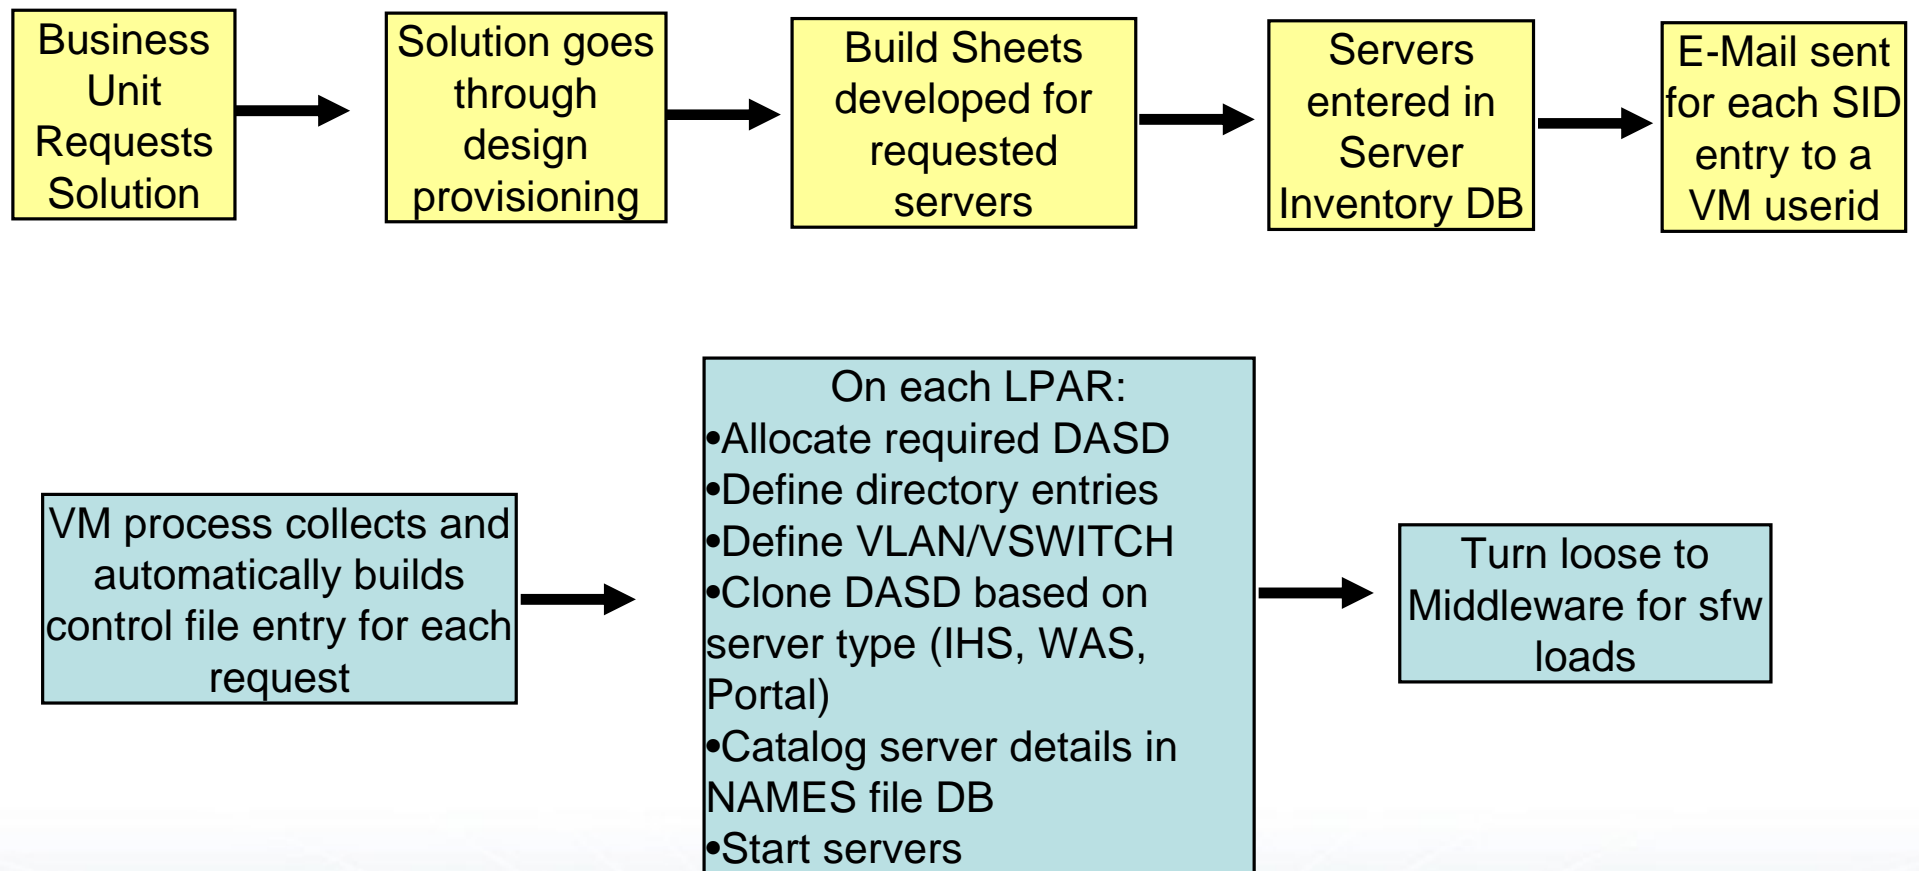 Business
Unit
Requests
Solution
Solution goes
through
design
provisioning
Build Sheets
developed for
requested
servers
Servers
entered in
Server
Inventory DB
E-Mail sent
for each SID
entry to a
VM userid
VM process collects and
automatically builds
control file entry for each
request
On each LPAR:
•Allocate required DASD
•Define directory entries
•Define VLAN/VSWITCH
•Clone DASD based on
server type (IHS, WAS,
Portal)
•Catalog server details in
NAMES file DB
•Start servers
Turn loose to
Middleware for sfw
loads